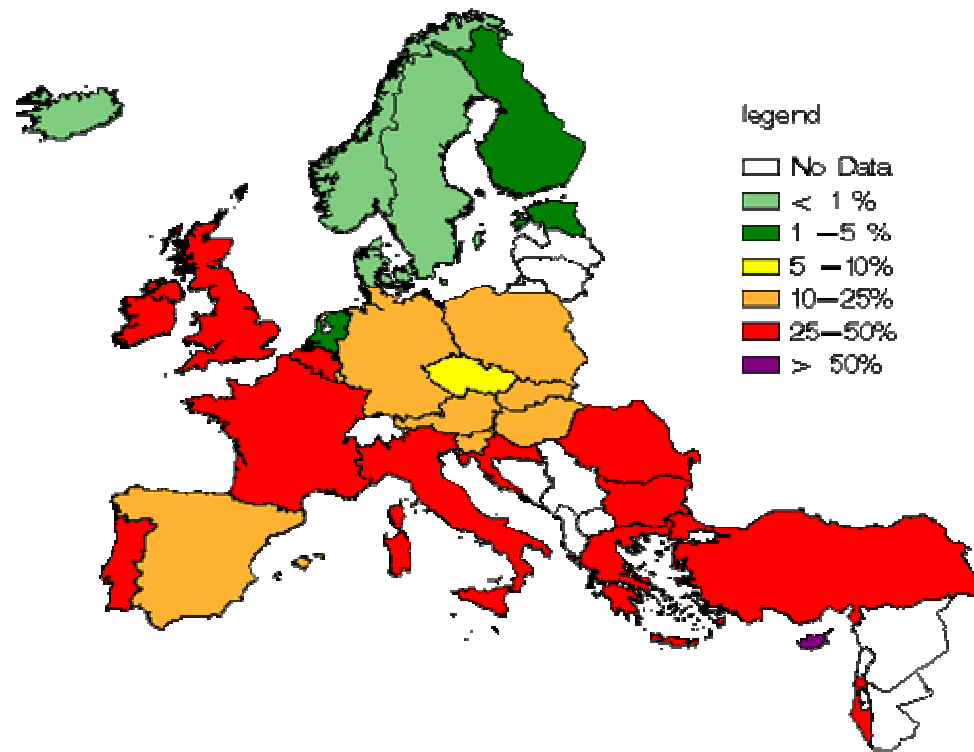 legend
No Data
< 1 %
1 –5 %
5 –10%
10–25%
25–50%
> 50%